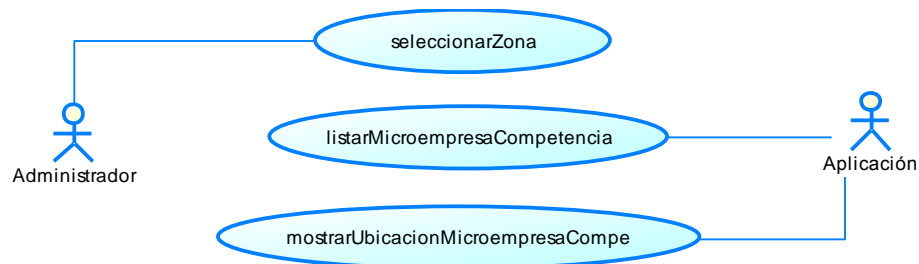 seleccionarZona
listarMicroempresaCompetencia
Administrador
Aplicación
mostrarUbicacionMicroempresaCompe